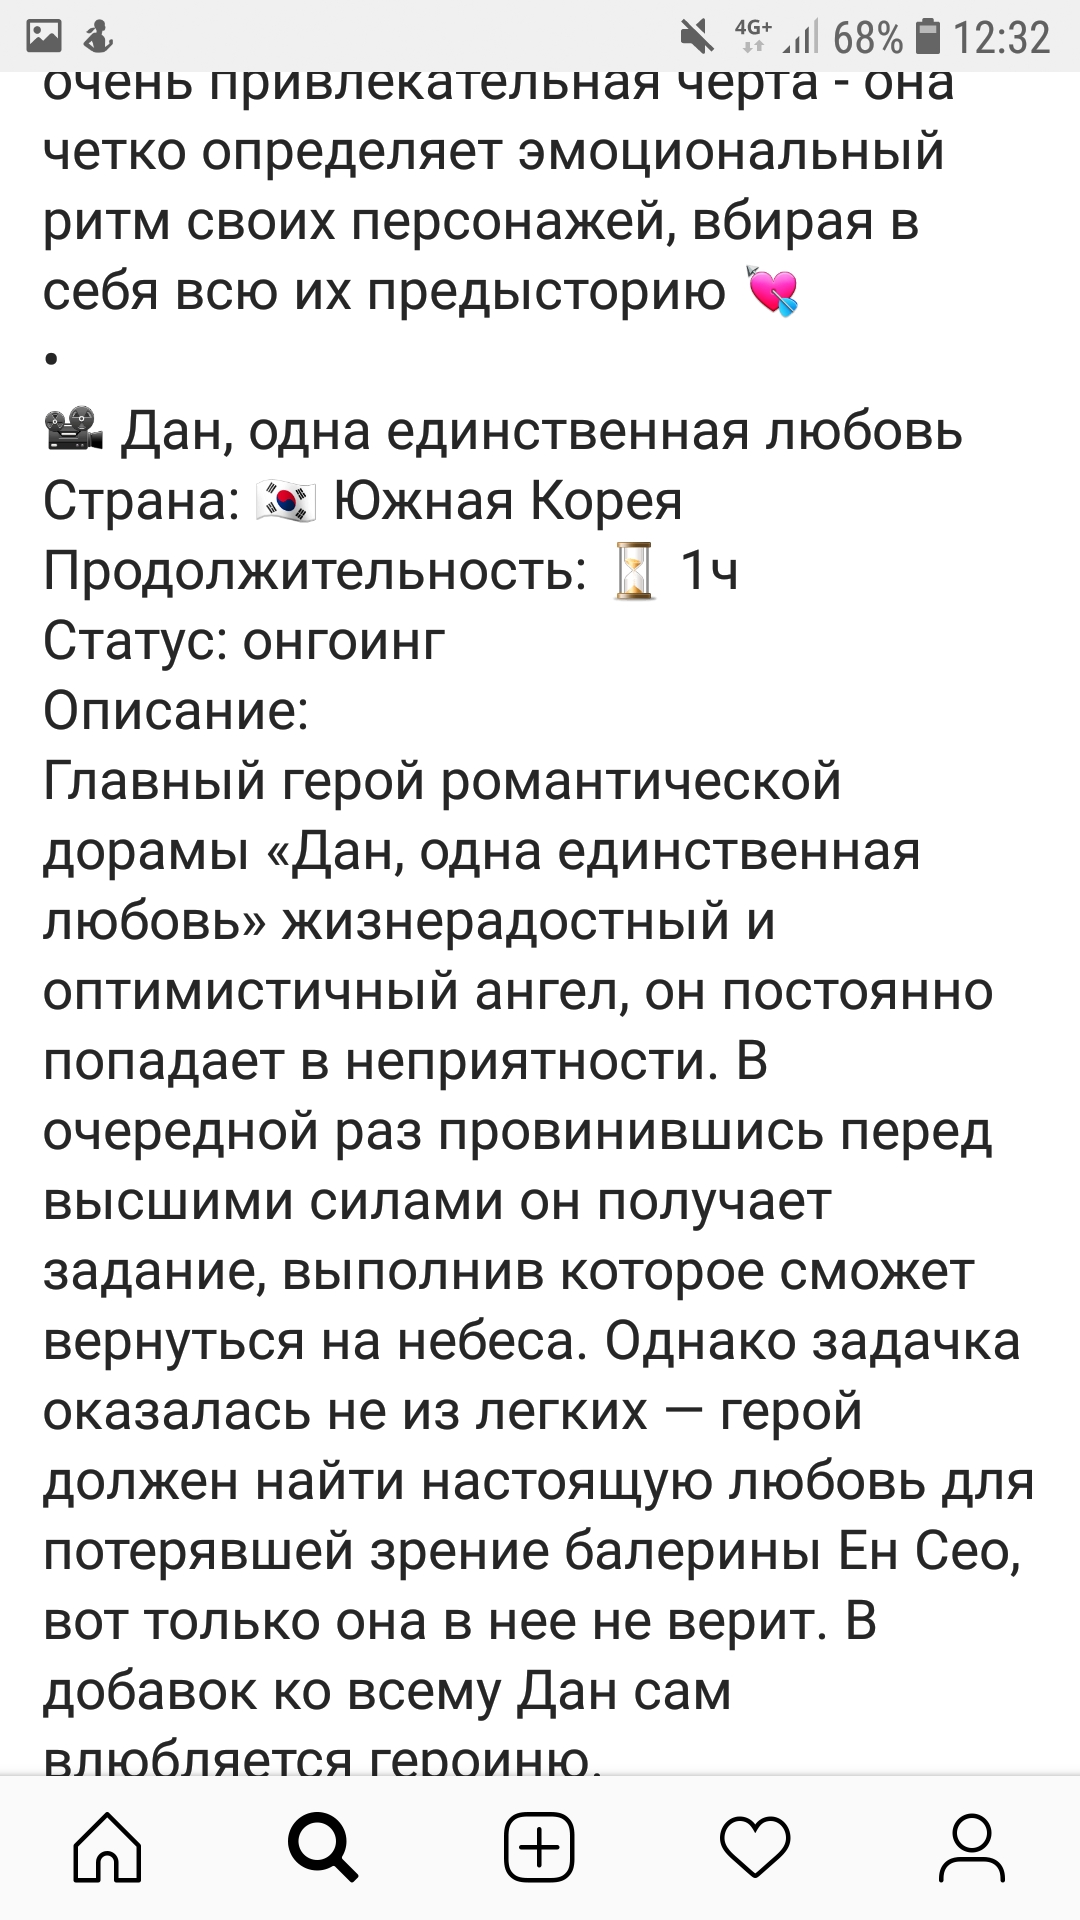 4G+ 68% 12:32
очень привлекательная черта - она
четко определяет эмоциональный
ритм своих персонажей, вбирая в
себя всю их предысторию 💘
•
🎥 Дан, одна единственная любовь
Страна: 🇰🇷 Южная Корея
Продолжительность: ⏳ 1ч
Статус: онгоинг
Описание:
Главный герой романтической
дорамы «Дан, одна единственная
любовь» жизнерадостный и
оптимистичный ангел, он постоянно
попадает в неприятности. В
очередной раз провинившись перед
высшими силами он получает
задание, выполнив которое сможет
вернуться на небеса. Однако задачка
оказалась не из легких — герой
должен найти настоящую любовь для
потерявшей зрение балерины Ен Сео,
вот только она в нее не верит. В
добавок ко всему Дан сам
влюбляется героиню.